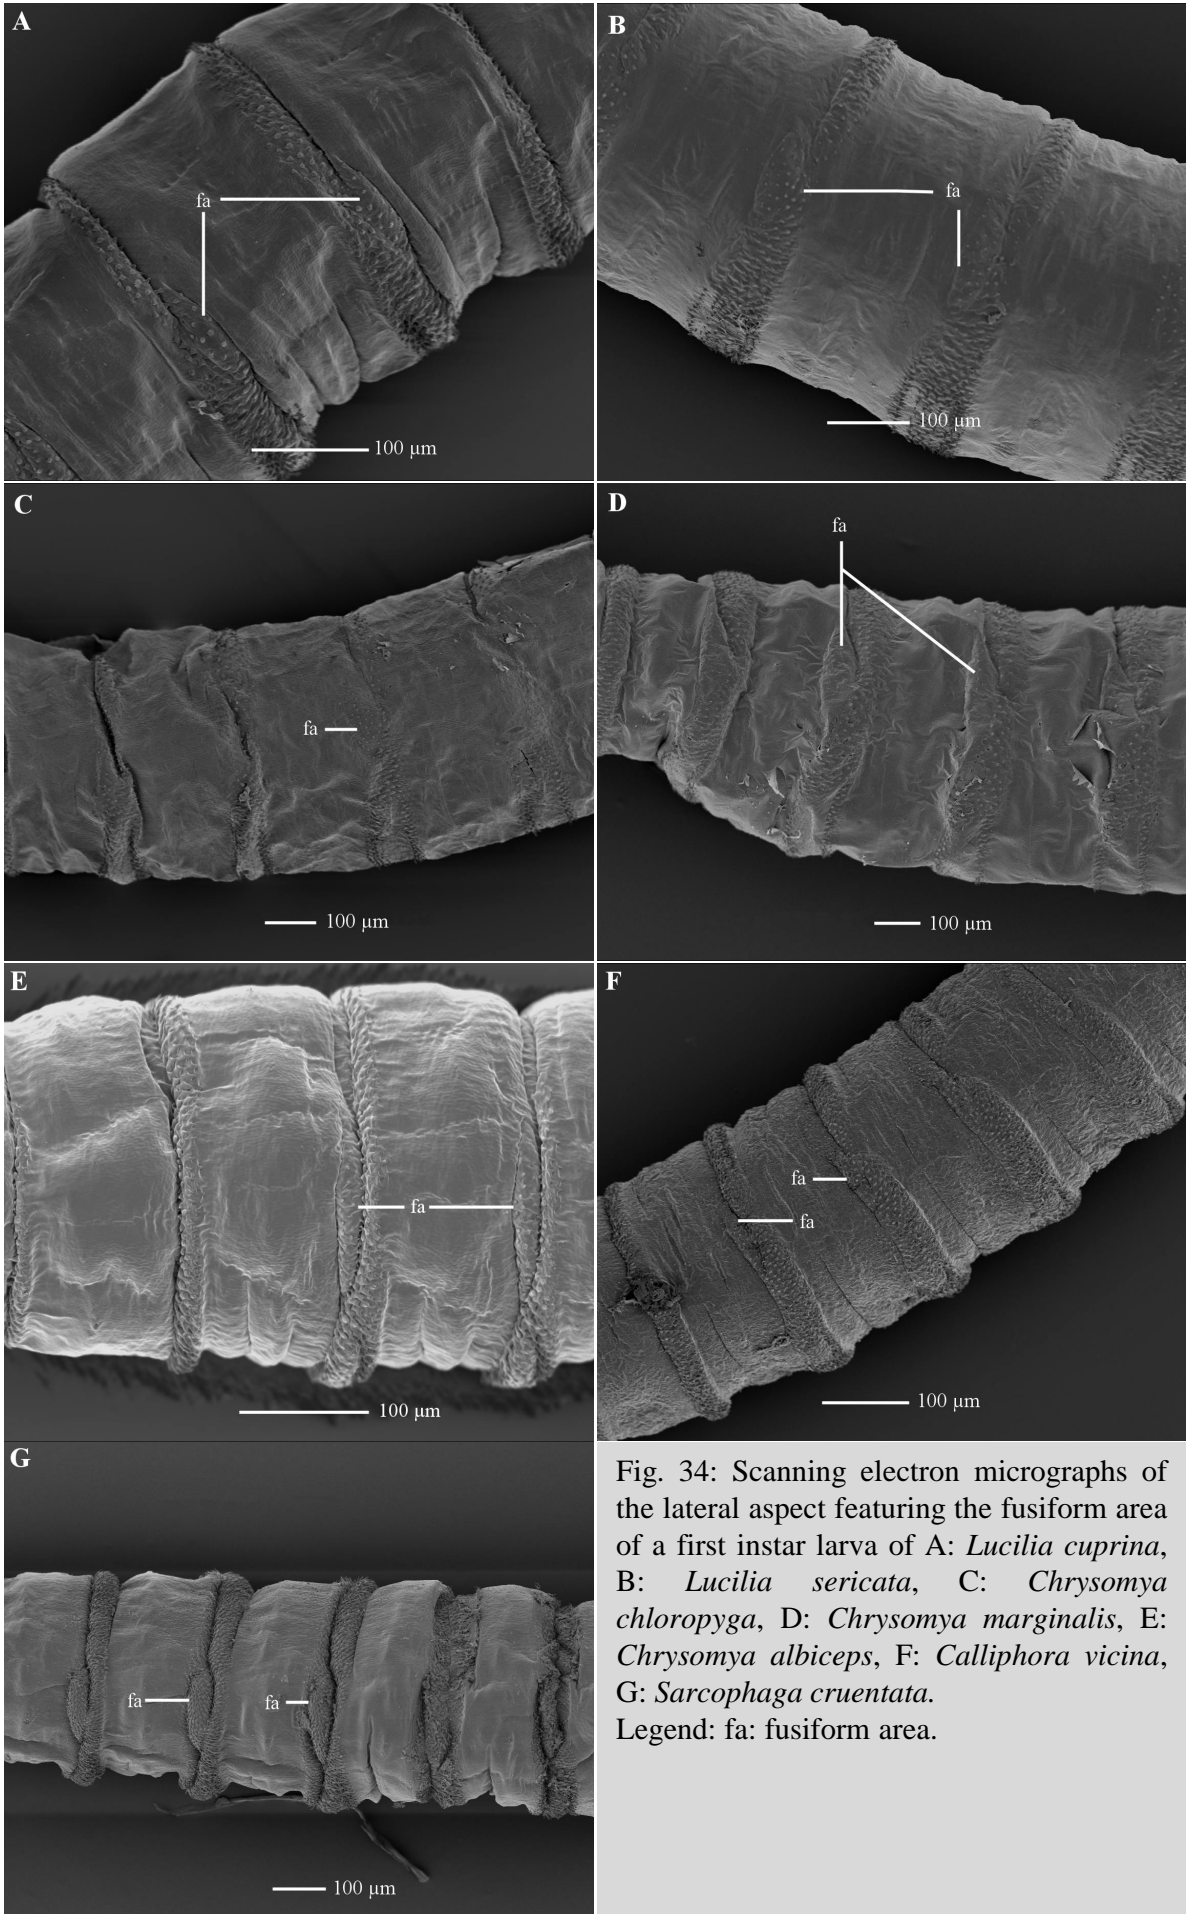 A
fa
100 µm
B
fa
100 µm
C
fa
100 µm
D
fa
100 µm
E
fa
100 µm
F
fa
fa
100 µm
G
fa
fa
100 µm
Fig. 34: Scanning electron micrographs of
the lateral aspect featuring the fusiform area
of a first instar larva of A: Lucilia cuprina,
B: Lucilia sericata, C: Chrysomya
chloropyga, D: Chrysomya marginalis, E:
Chrysomya albiceps, F: Calliphora vicina,
G: Sarcophaga cruentata.
Legend: fa: fusiform area.